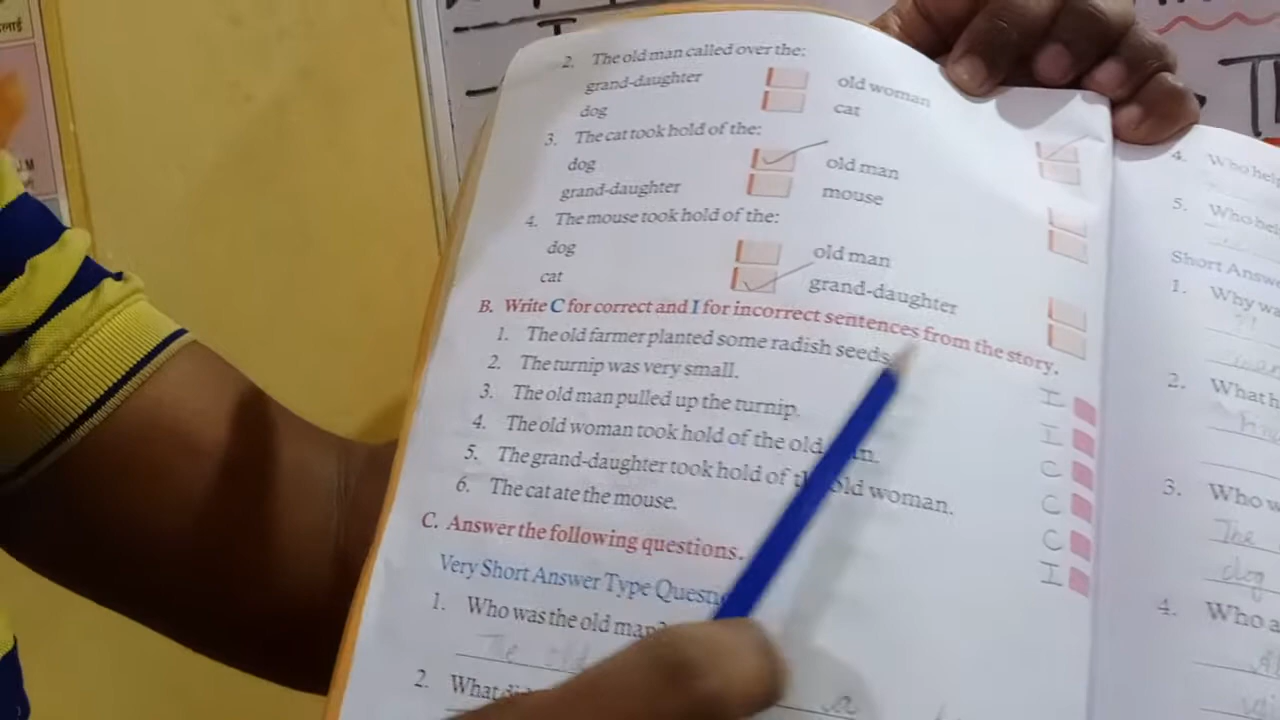 2. The old man called over the:
grand-daughter old woman
dog cat
3. The cat took hold of the:
dog old man
grand-daughter mouse
4. The mouse took hold of the:
dog old man
cat grand-daughter
B. Write C for correct and I for incorrect sentences from the story.
1. The old farmer planted some radish seeds. I
2. The turnip was very small. I
3. The old man pulled up the turnip. C
4. The old woman took hold of the old C
5. The grand-daughter took hold of old woman. C
6. The cat ate the mouse. I
C. Answer the following questions.
Very Short Answer Type
1. Who was the old man?
The old
2. What
a
4. Who
5. Who
Short
1. Why
2. What
3. Who
The
dog
4. Who